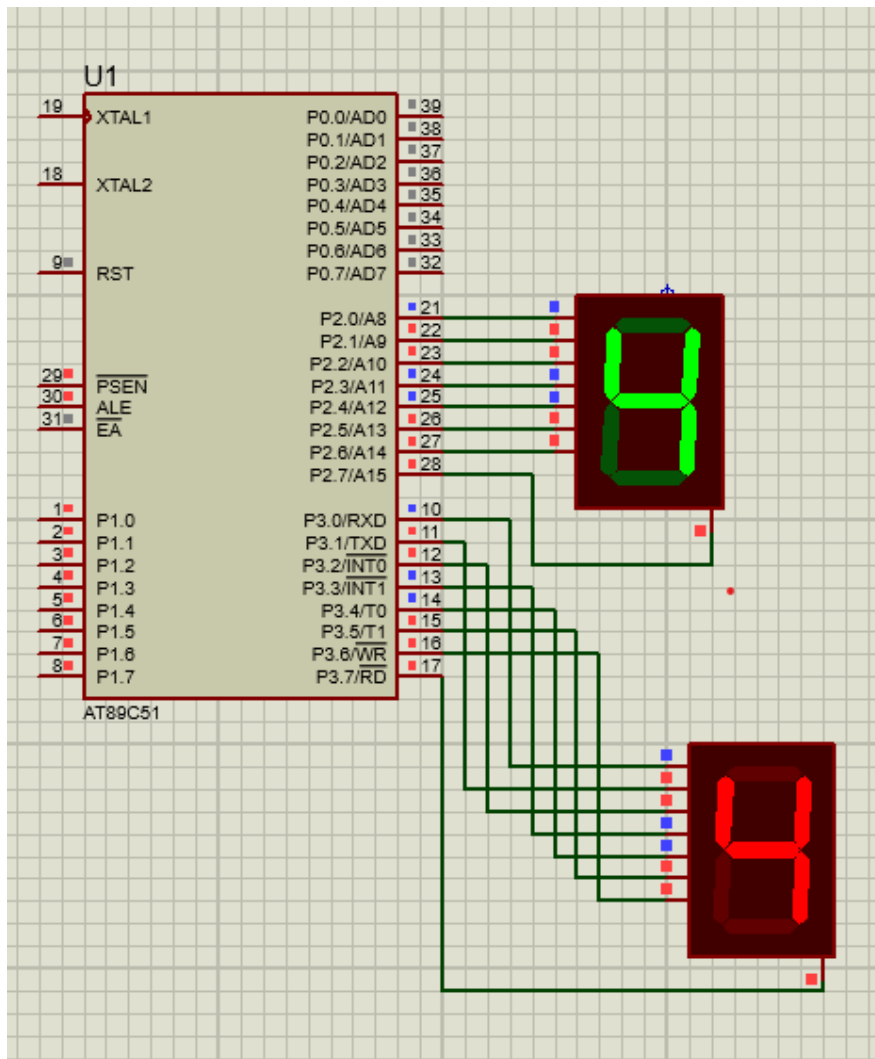 U1
19 XTAL1
18 XTAL2
9 RST
29 PSEN
30 ALE
31 EA
1 P1.0
2 P1.1
3 P1.2
4 P1.3
5 P1.4
6 P1.5
7 P1.6
8 P1.7
P0.0/AD0 39
P0.1/AD1 38
P0.2/AD2 37
P0.3/AD3 36
P0.4/AD4 35
P0.5/AD5 34
P0.6/AD6 33
P0.7/AD7 32
P2.0/A8 21
P2.1/A9 22
P2.2/A10 23
P2.3/A11 24
P2.4/A12 25
P2.5/A13 26
P2.6/A14 27
P2.7/A15 28
P3.0/RXD 10
P3.1/TXD 11
P3.2/INT0 12
P3.3/INT1 13
P3.4/T0 14
P3.5/T1 15
P3.6/WR 16
P3.7/RD 17
AT89C51
4
4